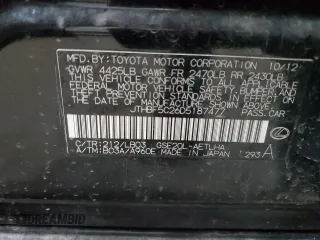 MFD. BY: TOYOTA MOTOR CORPORATION 10/12
GVWR 4425LB GAWR FR 2470LB RR 2430LB
THIS VEHICLE CONFORMS TO ALL APPLICABLE
FEDERAL MOTOR VEHICLE SAFETY, BUMPER, AND
THEFT PREVENTION STANDARDS IN EFFECT ON
THE DATE OF MANUFACTURE SHOWN ABOVE.
PASS. CAR
C/TR: 212/LB03 GSE20L-AETLHA
A/TM: B03A/A960E MADE IN JAPAN 293 A